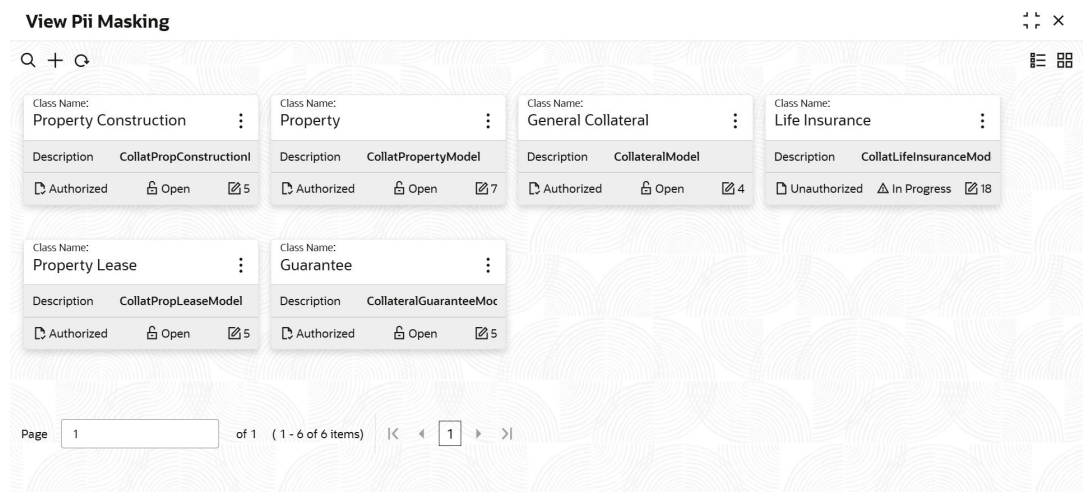 View Pii Masking
Class Name:
Property Construction
Description CollatPropConstructionI
Authorized Open 5
Class Name:
Property
Description CollatPropertyModel
Authorized Open 7
Class Name:
General Collateral
Description CollateralModel
Authorized Open 4
Class Name:
Life Insurance
Description CollatLifeInsuranceMod
Unauthorized In Progress 18
Class Name:
Property Lease
Description CollatPropLeaseModel
Authorized Open 5
Class Name:
Guarantee
Description CollateralGuaranteeMoc
Authorized Open 5
Page 1 of 1 ( 1 - 6 of 6 items) 1